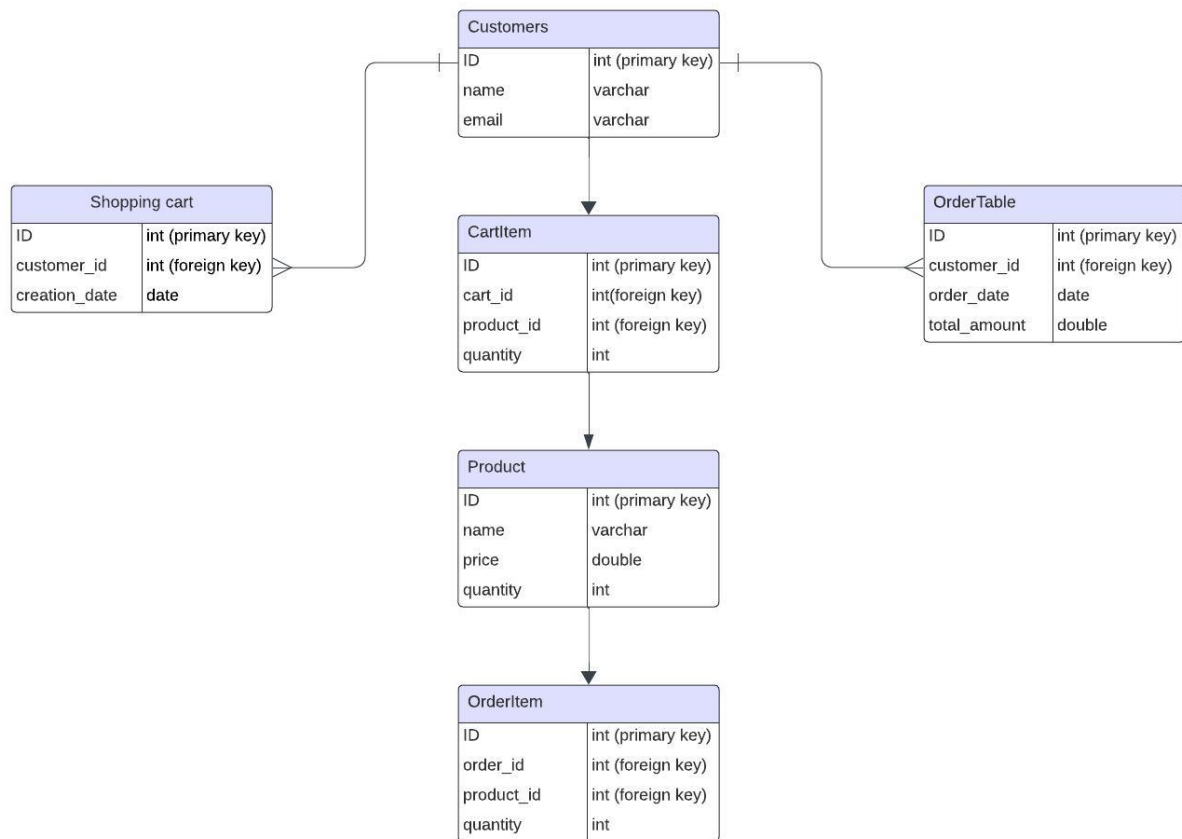 Customers
ID int (primary key)
name varchar
email varchar
Shopping cart
ID int (primary key)
customer_id int (foreign key)
creation_date date
CartItem
ID int (primary key)
cart_id int(foreign key)
product_id int (foreign key)
quantity int
OrderTable
ID int (primary key)
customer_id int (foreign key)
order_date date
total_amount double
Product
ID int (primary key)
name varchar
price double
quantity int
OrderItem
ID int (primary key)
order_id int (foreign key)
product_id int (foreign key)
quantity int